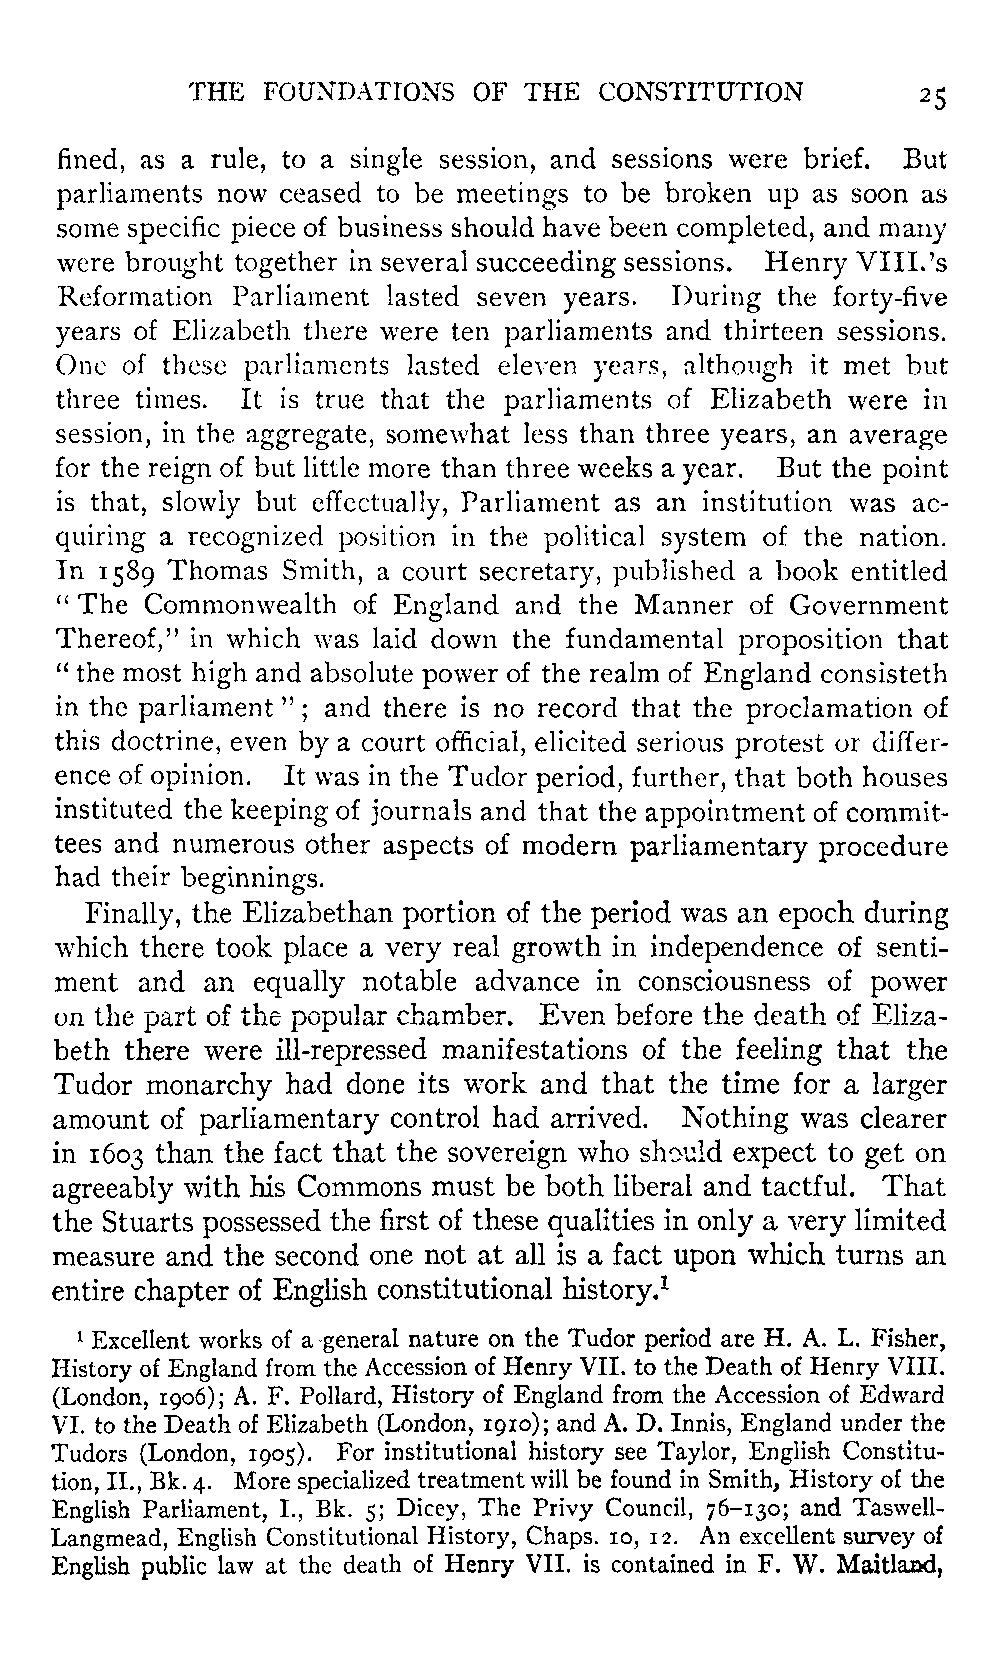 THE FOUNDATIONS OF THE CONSTITUTION 25
fined, as a rule, to a single session, and sessions were brief. But
parliaments now ceased to be meetings to be broken up as soon as
some specific piece of business should have been completed, and many
were brought together in several succeeding sessions. Henry VIII.'s
Reformation Parliament lasted seven years. During the forty-five
years of Elizabeth there were ten parliaments and thirteen sessions.
One of these parliaments lasted eleven years, although it met but
three times. It is true that the parliaments of Elizabeth were in
session, in the aggregate, somewhat less than three years, an average
for the reign of but little more than three weeks a year. But the point
is that, slowly but effectually, Parliament as an institution was ac-
quiring a recognized position in the political system of the nation.
In 1589 Thomas Smith, a court secretary, published a book entitled
“ The Commonwealth of England and the Manner of Government
Thereof,” in which was laid down the fundamental proposition that
“ the most high and absolute power of the realm of England consisteth
in the parliament ” ; and there is no record that the proclamation of
this doctrine, even by a court official, elicited serious protest or differ-
ence of opinion. It was in the Tudor period, further, that both houses
instituted the keeping of journals and that the appointment of commit-
tees and numerous other aspects of modern parliamentary procedure
had their beginnings.
Finally, the Elizabethan portion of the period was an epoch during
which there took place a very real growth in independence of senti-
ment and an equally notable advance in consciousness of power
on the part of the popular chamber. Even before the death of Eliza-
beth there were ill-repressed manifestations of the feeling that the
Tudor monarchy had done its work and that the time for a larger
amount of parliamentary control had arrived. Nothing was clearer
in 1603 than the fact that the sovereign who should expect to get on
agreeably with his Commons must be both liberal and tactful. That
the Stuarts possessed the first of these qualities in only a very limited
measure and the second one not at all is a fact upon which turns an
entire chapter of English constitutional history.¹
¹ Excellent works of a general nature on the Tudor period are H. A. L. Fisher,
History of England from the Accession of Henry VII. to the Death of Henry VIII.
(London, 1906); A. F. Pollard, History of England from the Accession of Edward
VI. to the Death of Elizabeth (London, 1910); and A. D. Innis, England under the
Tudors (London, 1905). For institutional history see Taylor, English Constitu-
tion, II., Bk. 4. More specialized treatment will be found in Smith, History of the
English Parliament, I., Bk. 5; Dicey, The Privy Council, 76–130; and Taswell-
Langmead, English Constitutional History, Chaps. 10, 12. An excellent survey of
English public law at the death of Henry VII. is contained in F. W. Maitland,